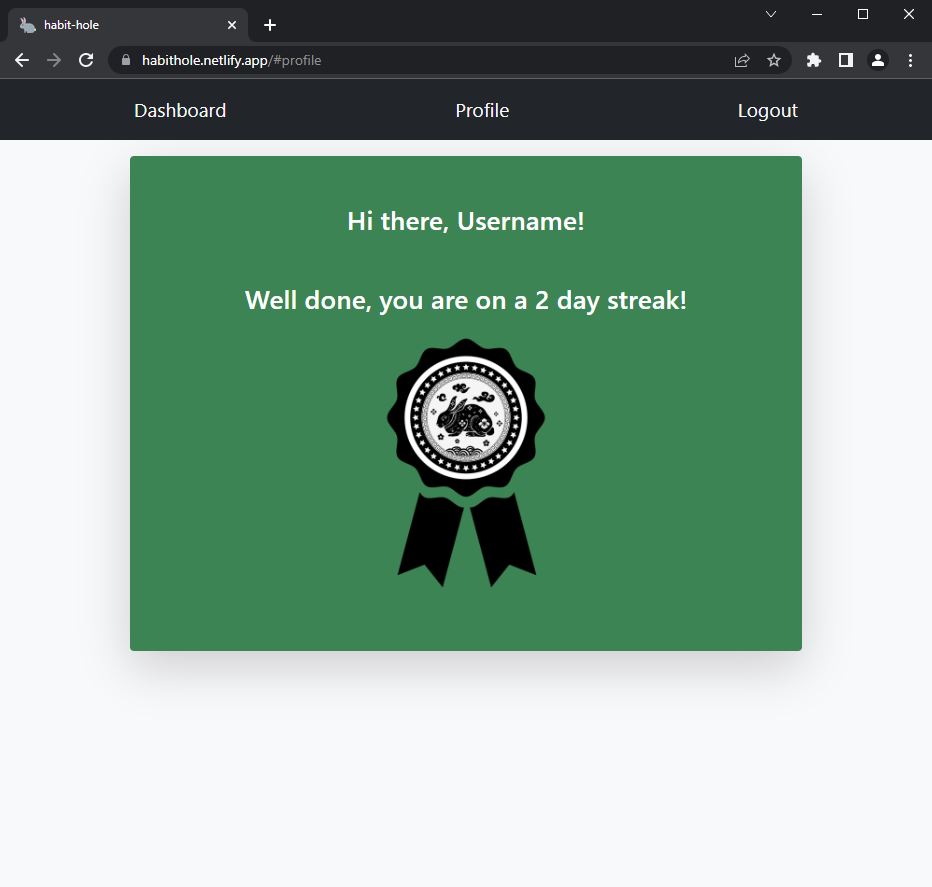 habit-hole
habithole.netlify.app/#profile
Dashboard Profile Logout
Hi there, Username!
Well done, you are on a 2 day streak!